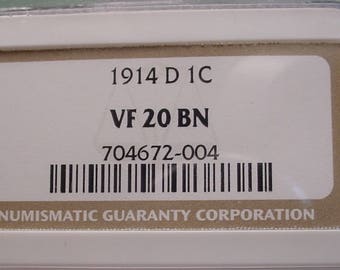 1914 D 1C
VF 20 BN
704672-004
NUMISMATIC GUARANTY CORPORATION